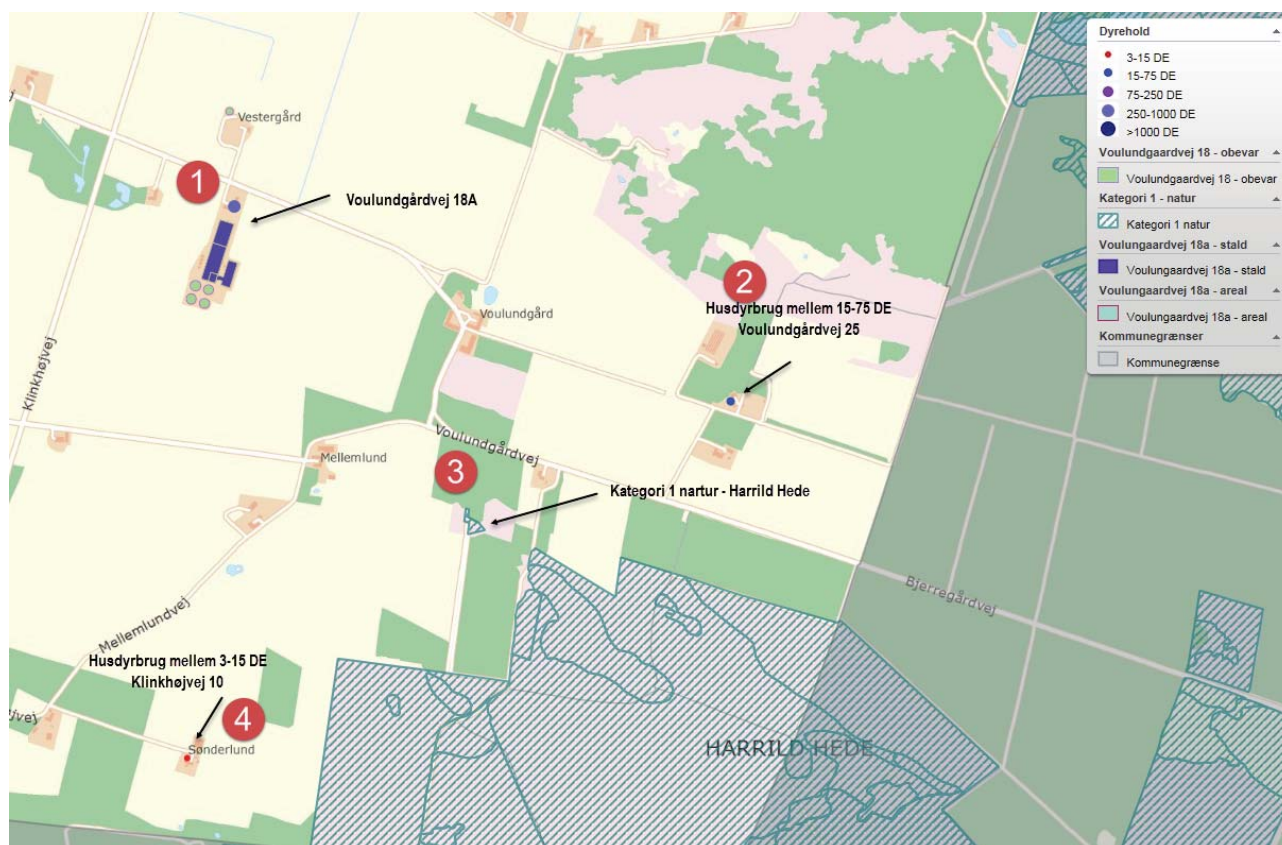 Dyrehold
3-15 DE
15-75 DE
75-250 DE
250-1000 DE
>1000 DE
Voulundgaardvej 18 - obevar
Voulundgaardvej 18 - obevar
Kategori 1 - natur
Kategori 1 natur
Voulungaardvej 18a - stald
Voulungaardvej 18a - stald
Voulungaardvej 18a - areal
Voulungaardvej 18a - areal
Kommunegrænser
Kommunegrænse
Vestergård
1
Voulundgårdvej 18A
2
Husdyrbrug mellem 15-75 DE
Voulundgårdvej 25
Voulundgård
Klinkhøjvej
Voulundgårdvej
Mellemlund
3
Kategori 1 nartur - Harrild Hede
Bjerregårdvej
Mellemlundvej
Husdyrbrug mellem 3-15 DE
Klinkhøjvej 10
4
Sønderlund
HARRILD HEDE